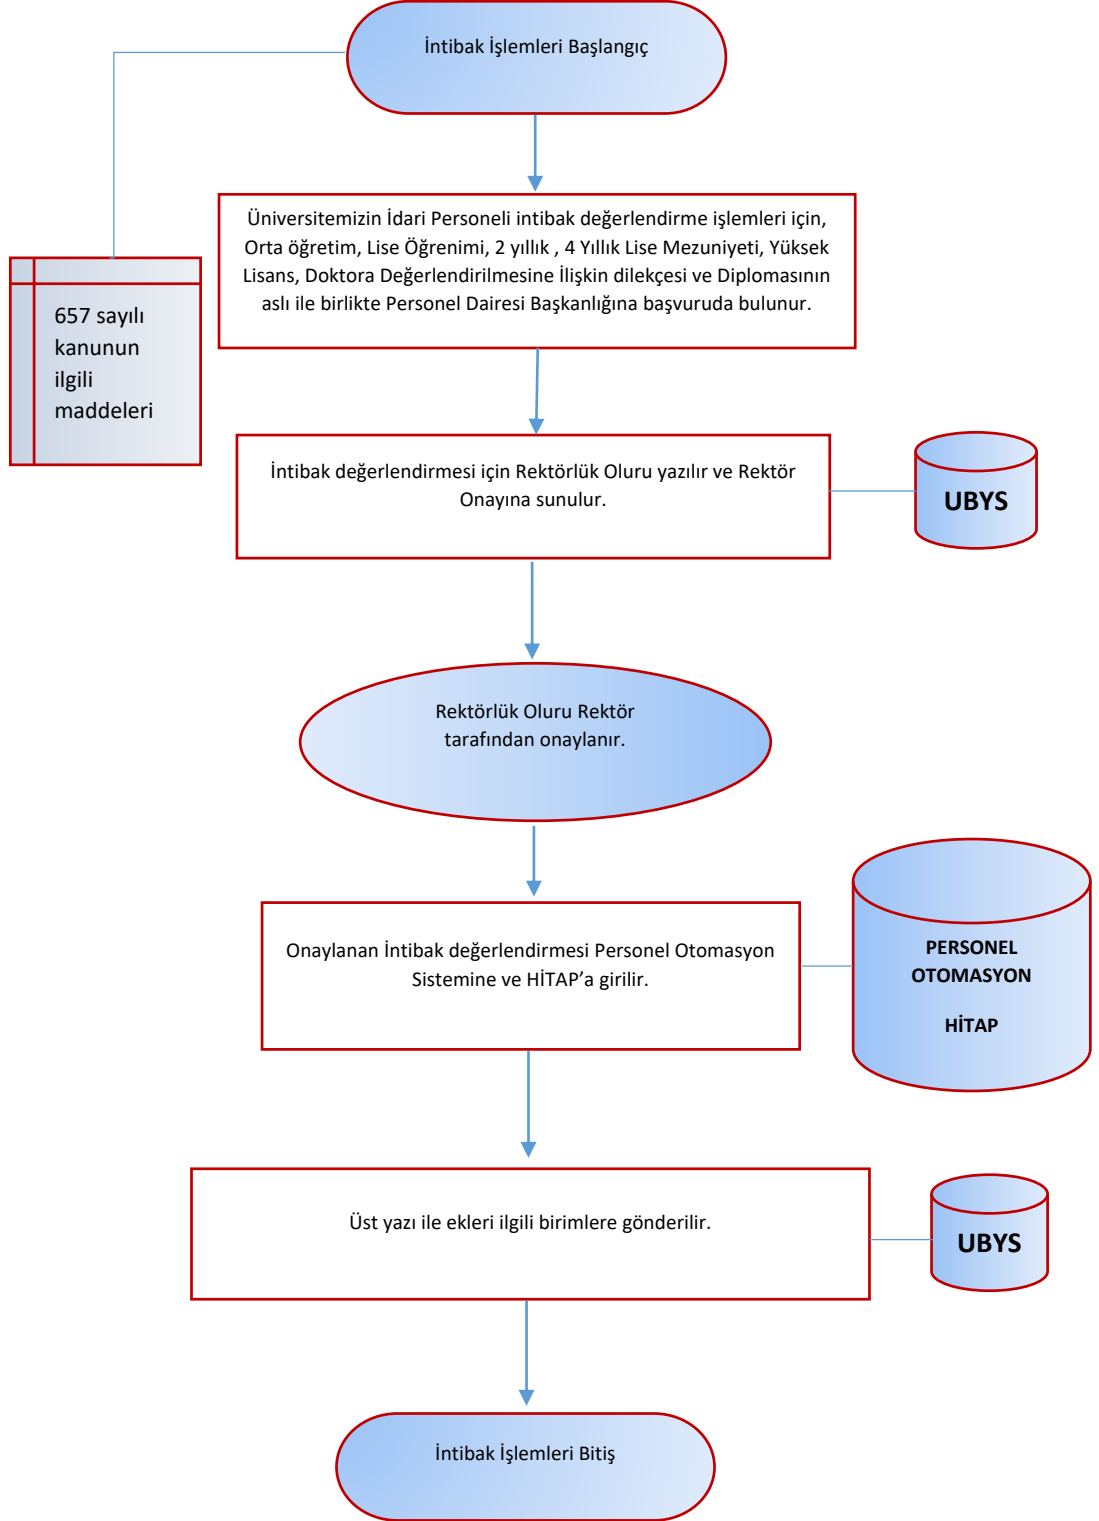 İntibak İşlemleri Başlangıç
Üniversitemizin İdari Personeli intibak değerlendirme işlemleri için,
Orta öğretim, Lise Öğrenimi, 2 yıllık , 4 Yıllık Lise Mezuniyeti, Yüksek
Lisans, Doktora Değerlendirilmesine İlişkin dilekçesi ve Diplomasının
aslı ile birlikte Personel Dairesi Başkanlığına başvuruda bulunur.
657 sayılı
kanunun
ilgili
maddeleri
İntibak değerlendirmesi için Rektörlük Oluru yazılır ve Rektör
Onayına sunulur.
UBYS
Rektörlük Oluru Rektör
tarafından onaylanır.
Onaylanan İntibak değerlendirmesi Personel Otomasyon
Sistemine ve HİTAP’a girilir.
PERSONEL
OTOMASYON
HİTAP
Üst yazı ile ekleri ilgili birimlere gönderilir.
UBYS
İntibak İşlemleri Bitiş